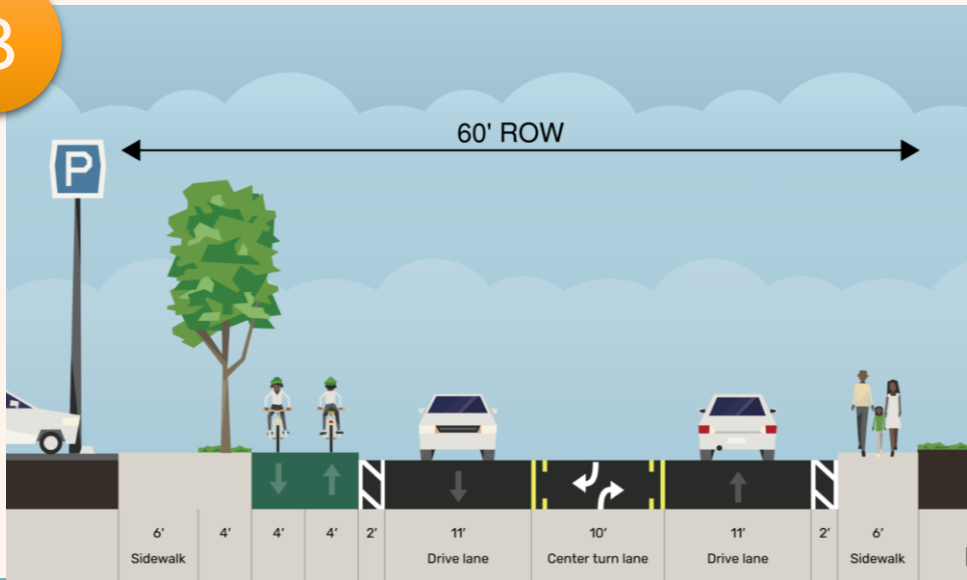 3
60' ROW
P
6' 4' 4' 4' 2' 11' 10' 11' 2' 6'
Sidewalk Drive lane Center turn lane Drive lane Sidewalk